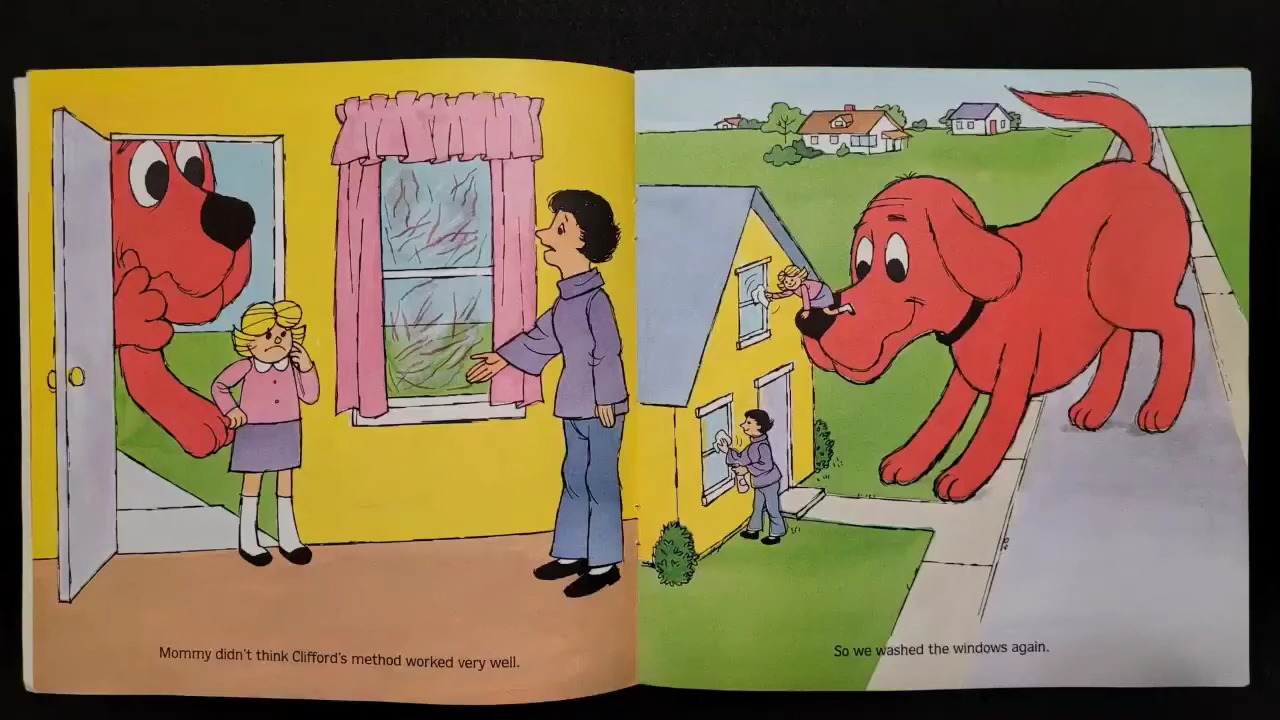 Mommy didn't think Clifford's method worked very well.
So we washed the windows again.